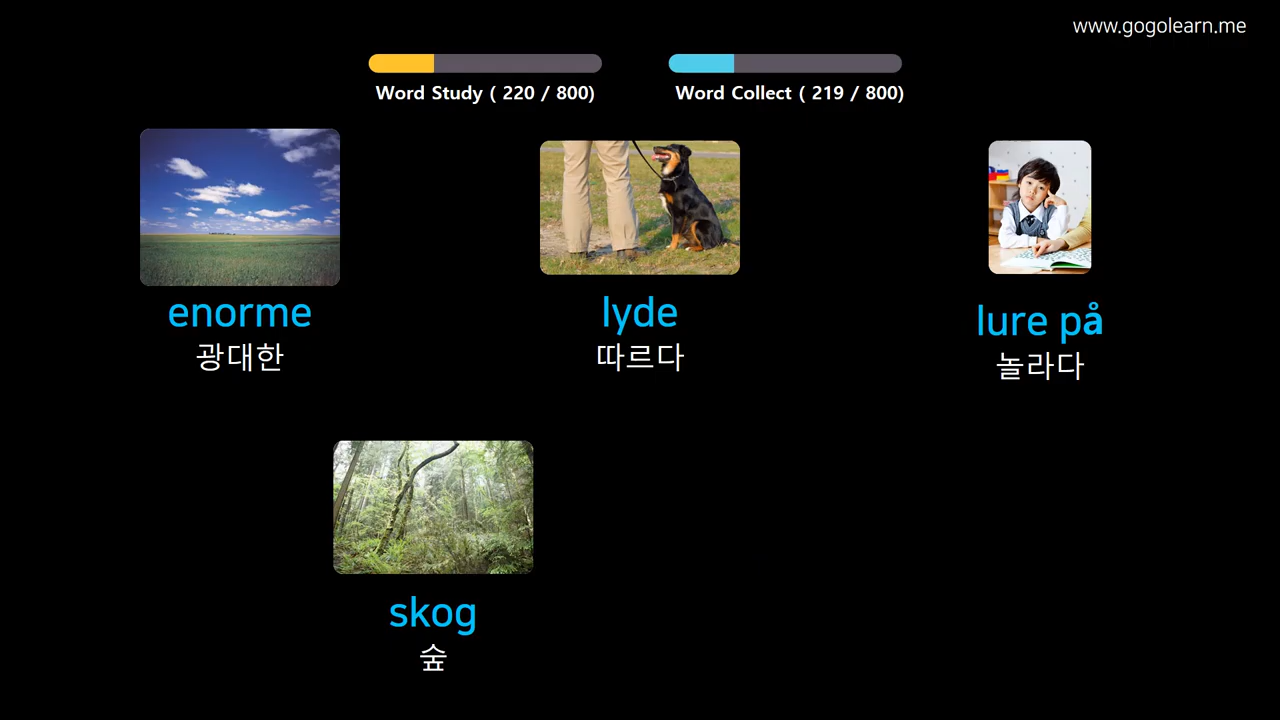 www.gogolearn.me
Word Study ( 220 / 800)
Word Collect ( 219 / 800)
enorme
광대한
lyde
따르다
lure på
놀라다
skog
숲